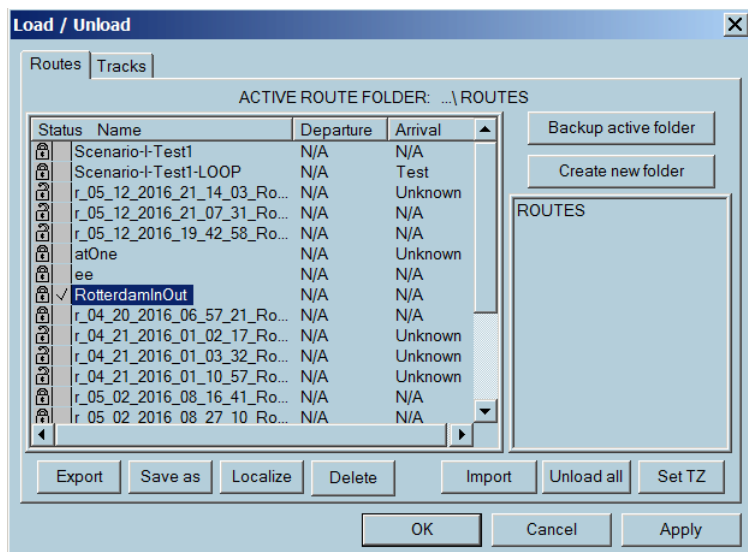 Load / Unload
Routes Tracks
ACTIVE ROUTE FOLDER: ...\ ROUTES
Status Name Departure Arrival
Scenario-I-Test1 N/A N/A
Scenario-I-Test1-LOOP N/A Test
r_05_12_2016_21_14_03_Ro... N/A Unknown
r_05_12_2016_21_07_31_Ro... N/A N/A
r_05_12_2016_19_42_58_Ro... N/A N/A
atOne N/A Unknown
ee N/A N/A
RotterdamInOut N/A N/A
r_04_20_2016_06_57_21_Ro... N/A N/A
r_04_21_2016_01_02_17_Ro... N/A Unknown
r_04_21_2016_01_03_32_Ro... N/A Unknown
r_04_21_2016_01_10_57_Ro... N/A Unknown
r_05_02_2016_08_16_41_Ro... N/A N/A
r_05_02_2016_08_27_10_Ro... N/A N/A
Backup active folder
Create new folder
ROUTES
Export Save as Localize Delete Import Unload all Set TZ
OK Cancel Apply